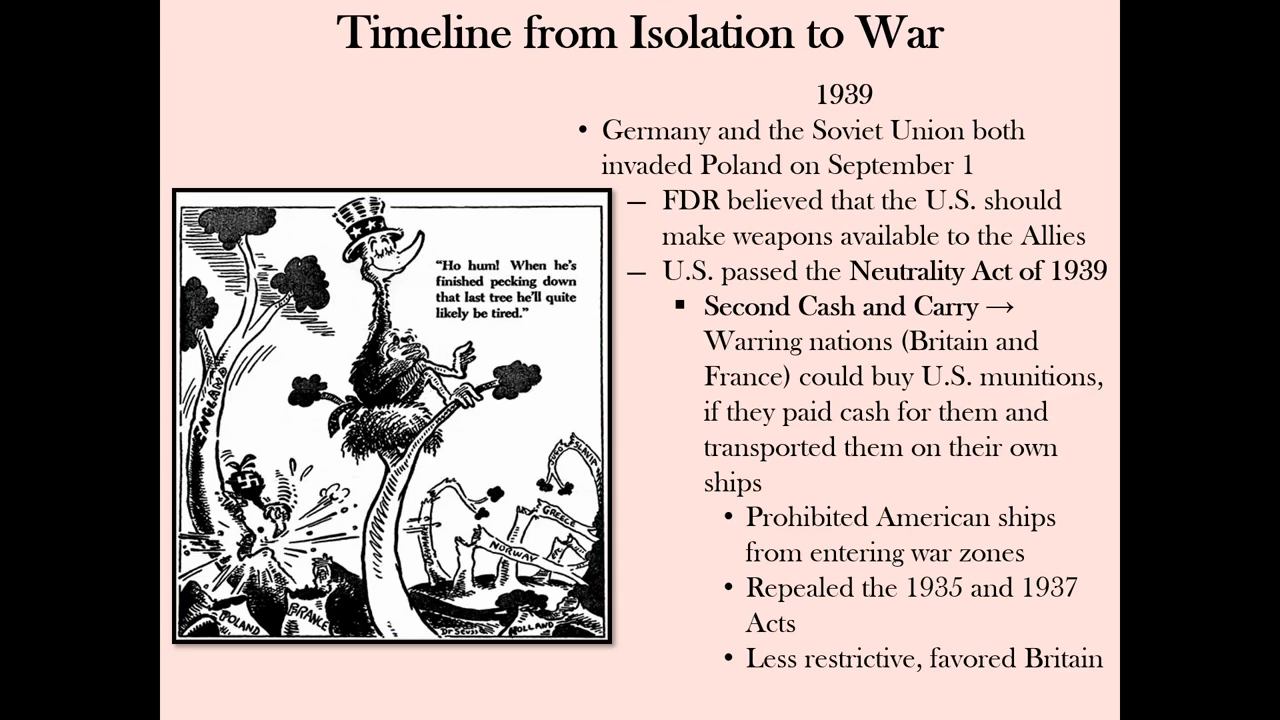 Timeline from Isolation to War
1939
• Germany and the Soviet Union both
invaded Poland on September 1
– FDR believed that the U.S. should
make weapons available to the Allies
– U.S. passed the Neutrality Act of 1939
▪ Second Cash and Carry →
Warring nations (Britain and
France) could buy U.S. munitions,
if they paid cash for them and
transported them on their own
ships
• Prohibited American ships
from entering war zones
• Repealed the 1935 and 1937
Acts
• Less restrictive, favored Britain
"Ho hum! When he's
finished pecking down
that last tree he'll quite
likely be tired."
ENGLAND
JUGOSLAVIA
GREECE
NORWAY
POLAND
FRANCE
Dr Seuss
HOLLAND